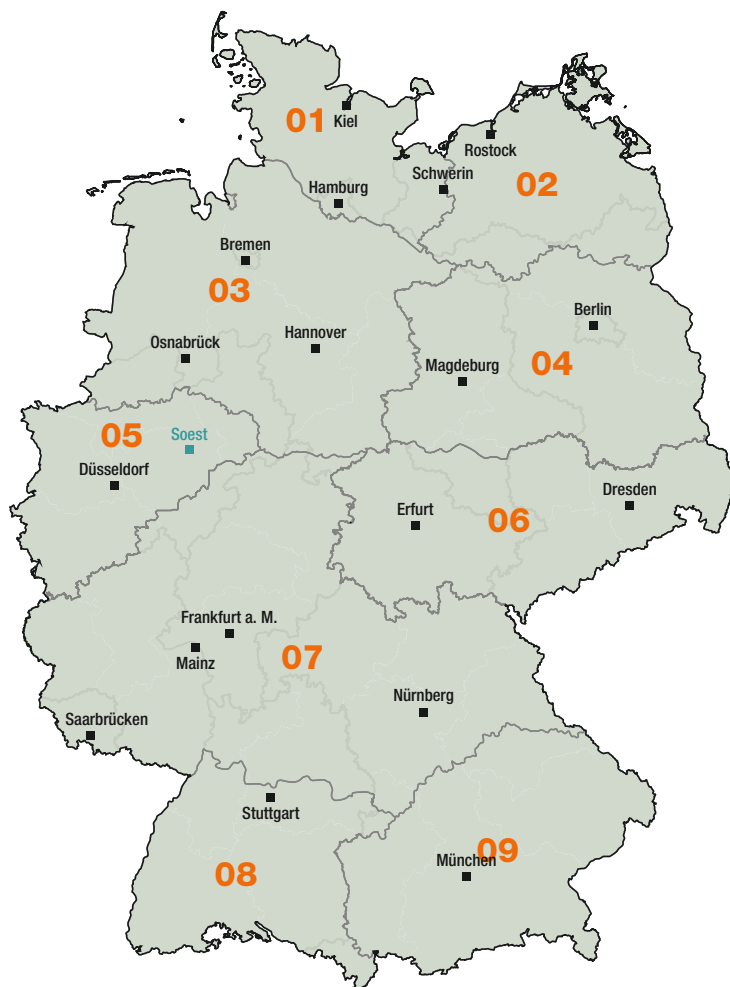 01
Kiel
Rostock
Schwerin
02
Hamburg
Bremen
03
Berlin
Osnabrück
Hannover
Magdeburg
04
05
Soest
Düsseldorf
Dresden
Erfurt
06
Frankfurt a. M.
Mainz
07
Nürnberg
Saarbrücken
Stuttgart
09
München
08